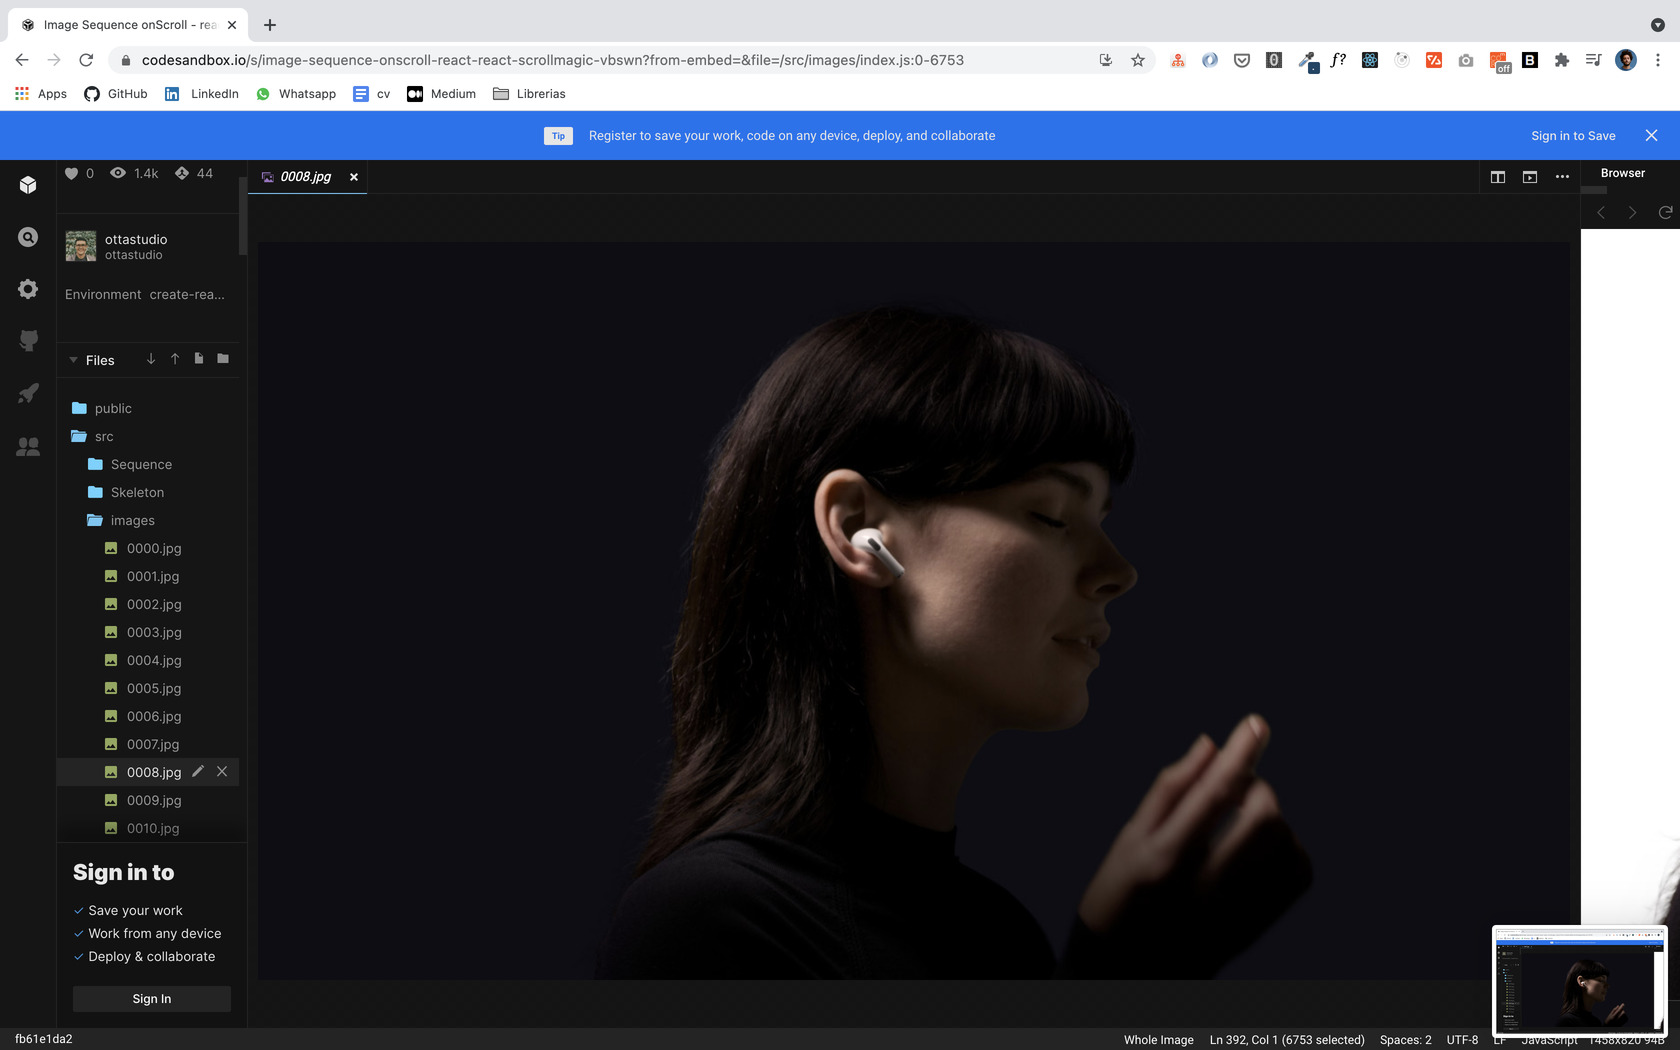 Image Sequence onScroll - rea
codesandbox.io/s/image-sequence-onscroll-react-react-scrollmagic-vbswn?from-embed=&file=/src/images/index.js:0-6753
f?
off
B
Apps
GitHub
LinkedIn
Whatsapp
cv
Medium
Librerias
Tip
Register to save your work, code on any device, deploy, and collaborate
Sign in to Save
0
1.4k
44
0008.jpg
Browser
ottastudio
ottastudio
Environment create-rea...
Files
public
src
Sequence
Skeleton
images
0000.jpg
0001.jpg
0002.jpg
0003.jpg
0004.jpg
0005.jpg
0006.jpg
0007.jpg
0008.jpg
0009.jpg
0010.jpg
Sign in to
Save your work
Work from any device
Deploy & collaborate
Sign In
fb61e1da2
Whole Image
Ln 392, Col 1 (6753 selected)
Spaces: 2
UTF-8
LF
JavaScript
1458x820 94B